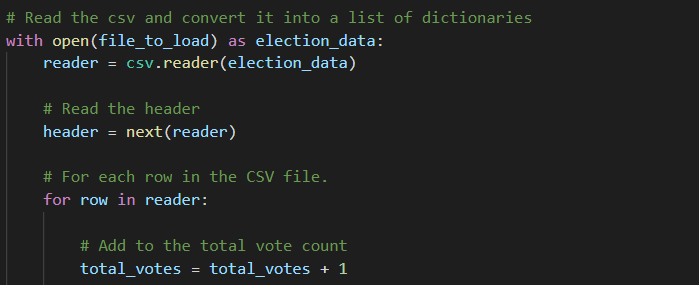 # Read the csv and convert it into a list of dictionaries
with open(file_to_load) as election_data:
reader = csv.reader(election_data)
# Read the header
header = next(reader)
# For each row in the CSV file.
for row in reader:
# Add to the total vote count
total_votes = total_votes + 1